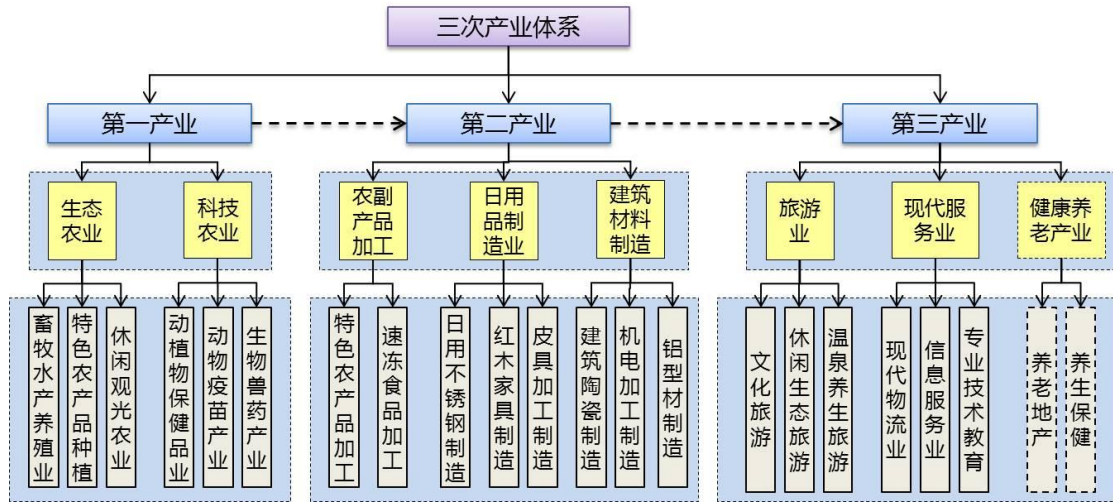 三次产业体系
第一产业
第二产业
第三产业
生态
农业
科技
农业
农副
产品
加工
日用
品制
造业
建筑
材料
制造
旅游
业
现代服
务业
健康养
老产业
畜牧水产养殖业
特色农产品种植
休闲观光农业
动植物保健品业
动物疫苗产业
生物兽药产业
特色农产品加工
速冻食品加工
日用不锈钢制造
红木家具制造
皮具加工制造
建筑陶瓷制造
机电加工制造
铝型材制造
文化旅游
休闲生态旅游
温泉养生旅游
现代物流业
信息服务业
专业技术教育
养老地产
养生保健